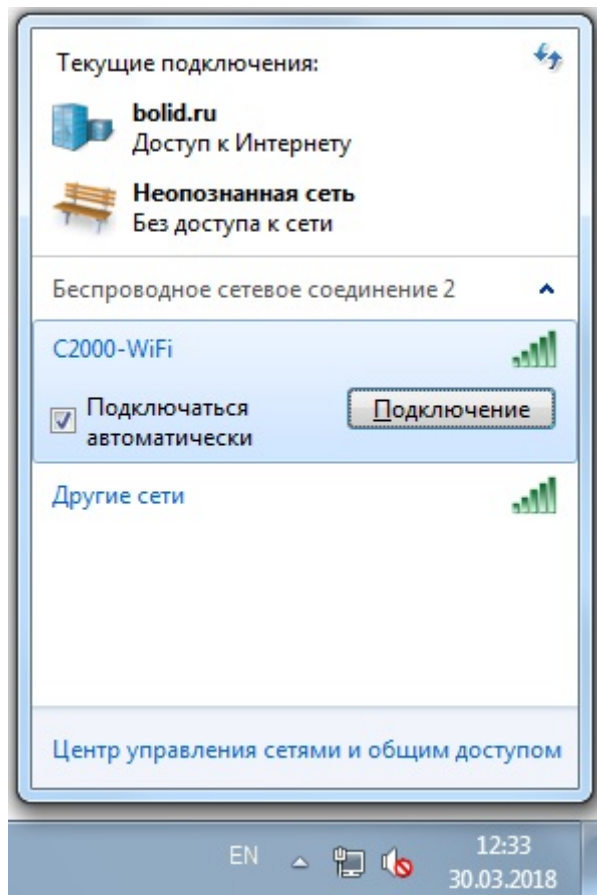 Текущие подключения:
bolid.ru
Доступ к Интернету
Неопознанная сеть
Без доступа к сети
Беспроводное сетевое соединение 2
C2000-WiFi
Подключаться
автоматически
Подключение
Другие сети
Центр управления сетями и общим доступом
EN
12:33
30.03.2018